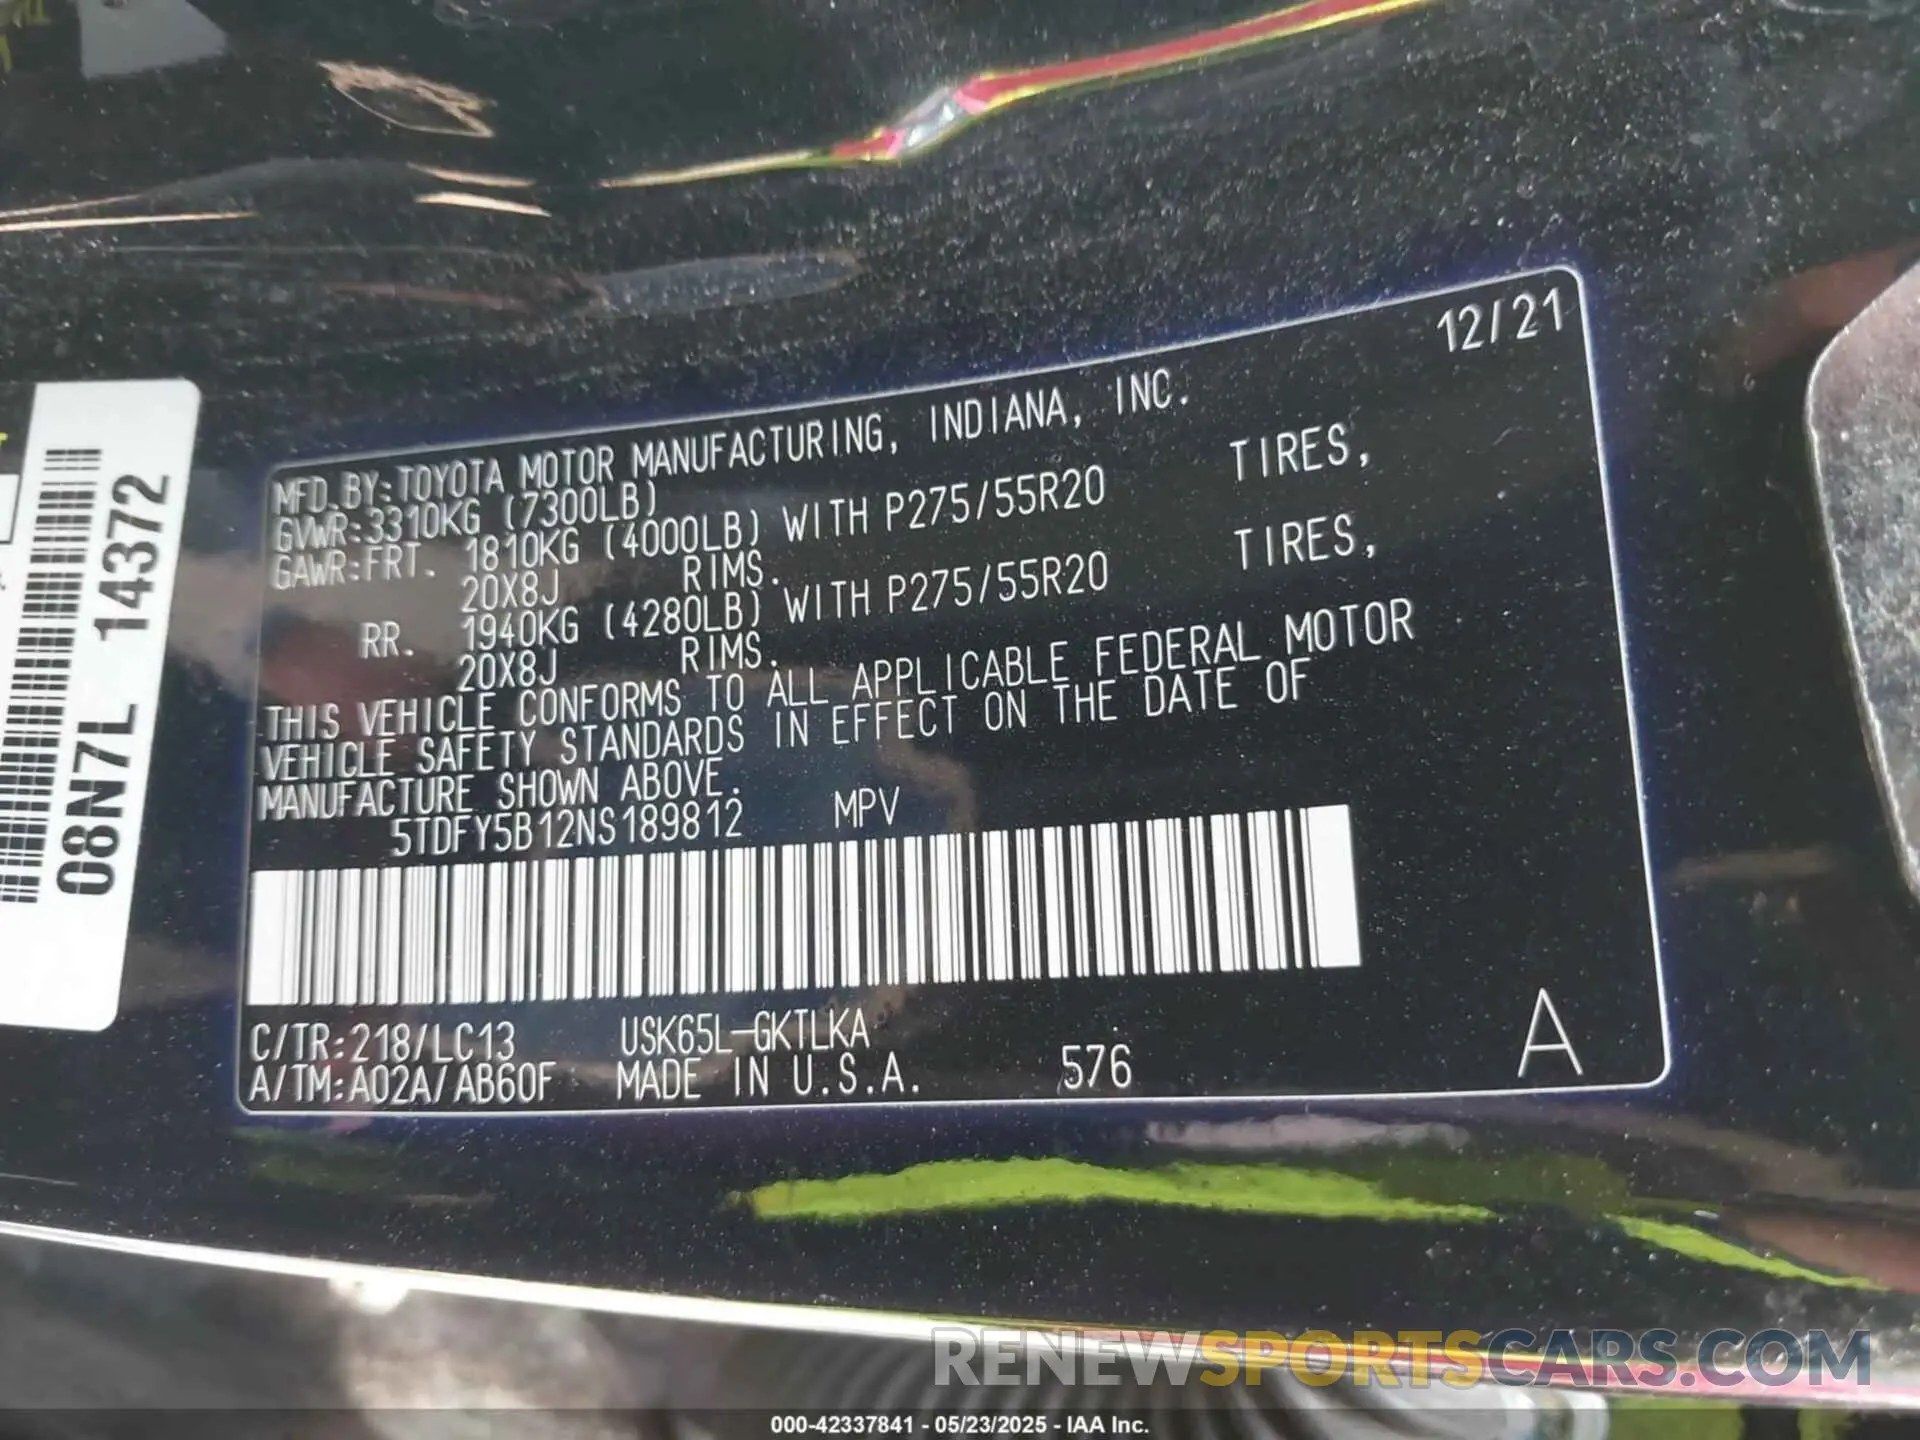 12/21
MFD.BY:TOYOTA MOTOR MANUFACTURING, INDIANA, INC.
GVWR:3310KG (7300LB)
GAWR:FRT. 1810KG (4000LB) WITH P275/55R20 TIRES,
20X8J RIMS.
RR. 1940KG (4280LB) WITH P275/55R20 TIRES,
20X8J RIMS.
THIS VEHICLE CONFORMS TO ALL APPLICABLE FEDERAL MOTOR
VEHICLE SAFETY STANDARDS IN EFFECT ON THE DATE OF
MANUFACTURE SHOWN ABOVE.
5TDFY5B12NS189812 MPV
C/TR:218/LC13 USK65L-GKTLKA
A/TM:A02A/AB60F MADE IN U.S.A. 576 A
08N7L 14372
RENEWSPORTSCARS.COM
000-42337841 - 05/23/2025 - IAA Inc.